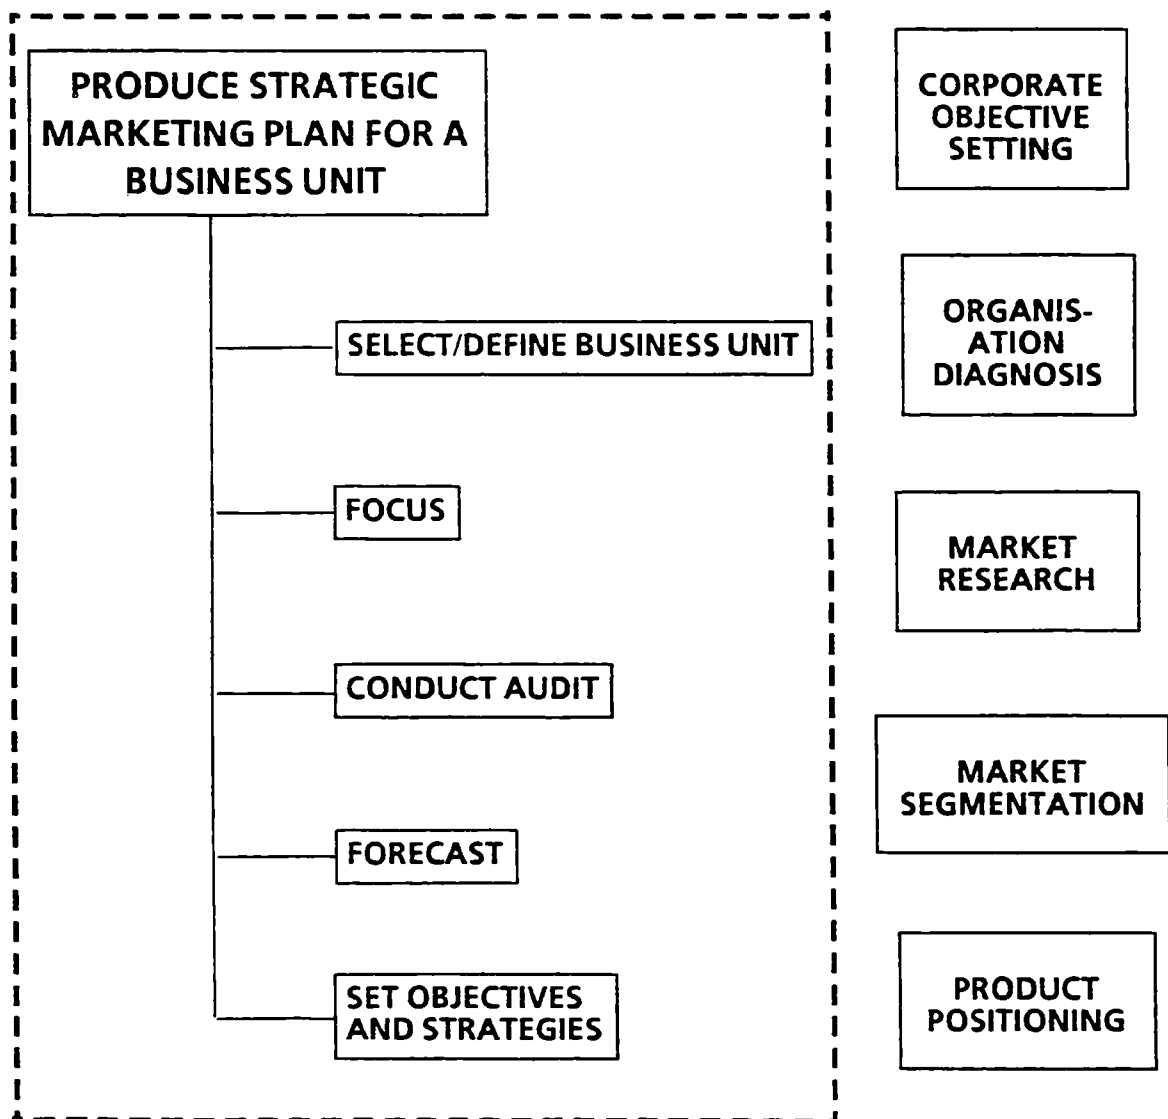 PRODUCE STRATEGIC
MARKETING PLAN FOR A
BUSINESS UNIT
SELECT/DEFINE BUSINESS UNIT
FOCUS
CONDUCT AUDIT
FORECAST
SET OBJECTIVES
AND STRATEGIES
CORPORATE
OBJECTIVE
SETTING
ORGANIS-
ATION
DIAGNOSIS
MARKET
RESEARCH
MARKET
SEGMENTATION
PRODUCT
POSITIONING